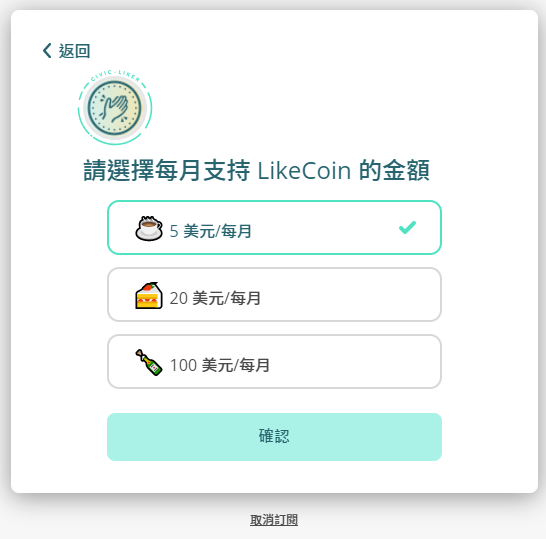 返回
CIVIC · LIKER
請選擇每月支持 LikeCoin 的金額
5 美元/每月
20 美元/每月
100 美元/每月
確認
取消訂閱